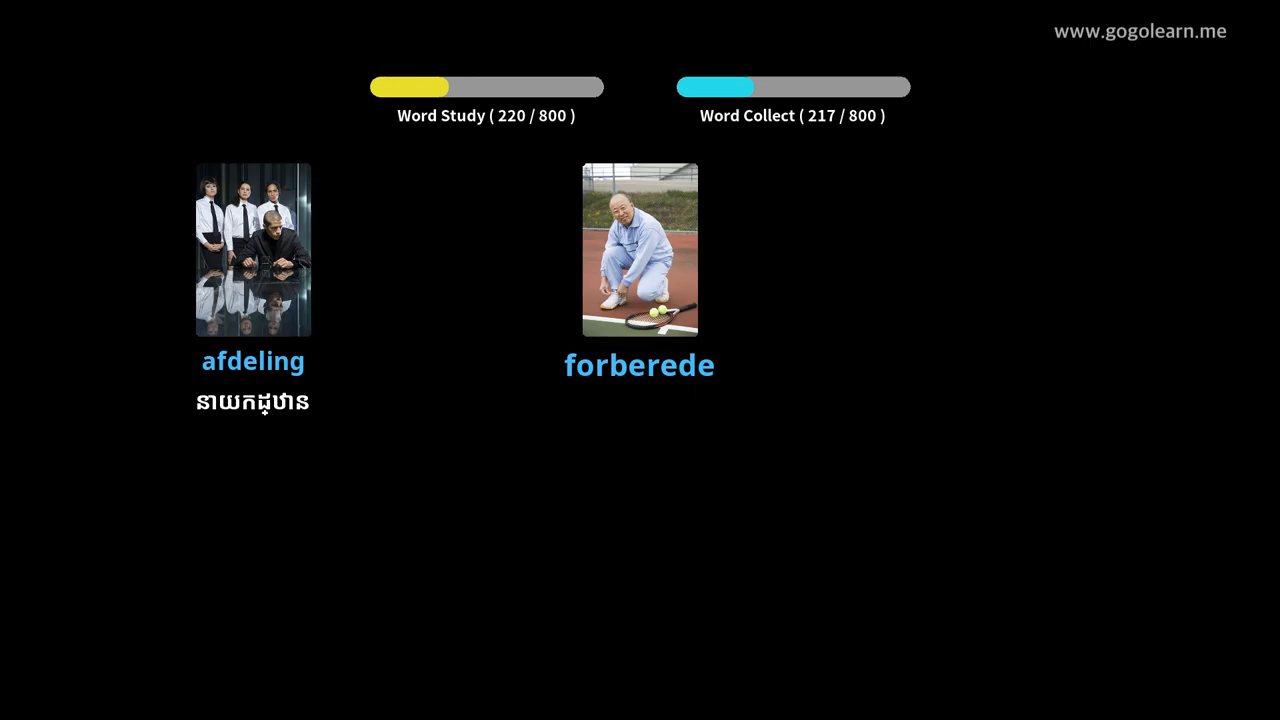 www.gogolearn.me
Word Study ( 220 / 800 )
Word Collect ( 217 / 800 )
afdeling
forberede
នាយកដ្ឋាន